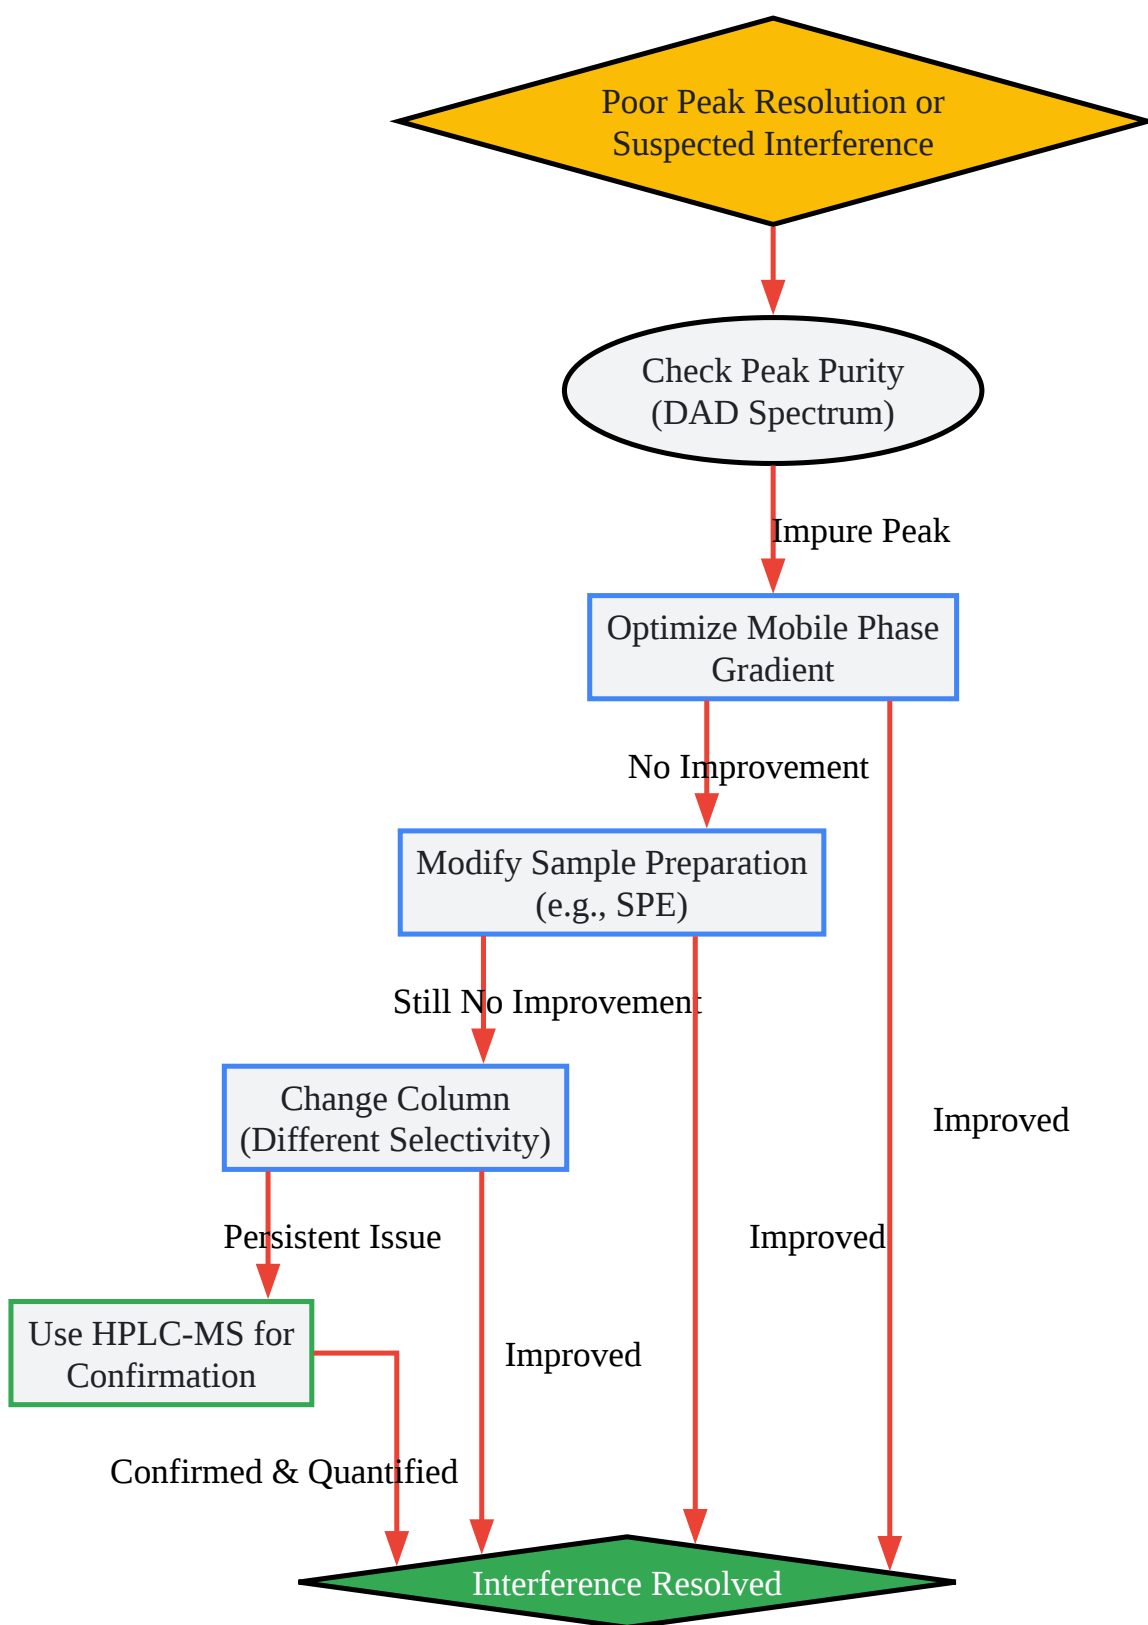 Poor Peak Resolution or
Suspected Interference
Check Peak Purity
(DAD Spectrum)
Impure Peak
Optimize Mobile Phase
Gradient
No Improvement
Modify Sample Preparation
(e.g., SPE)
Still No Improvement
Change Column
(Different Selectivity)
Improved
Persistent Issue
Improved
Use HPLC-MS for
Confirmation
Improved
Confirmed & Quantified
Interference Resolved